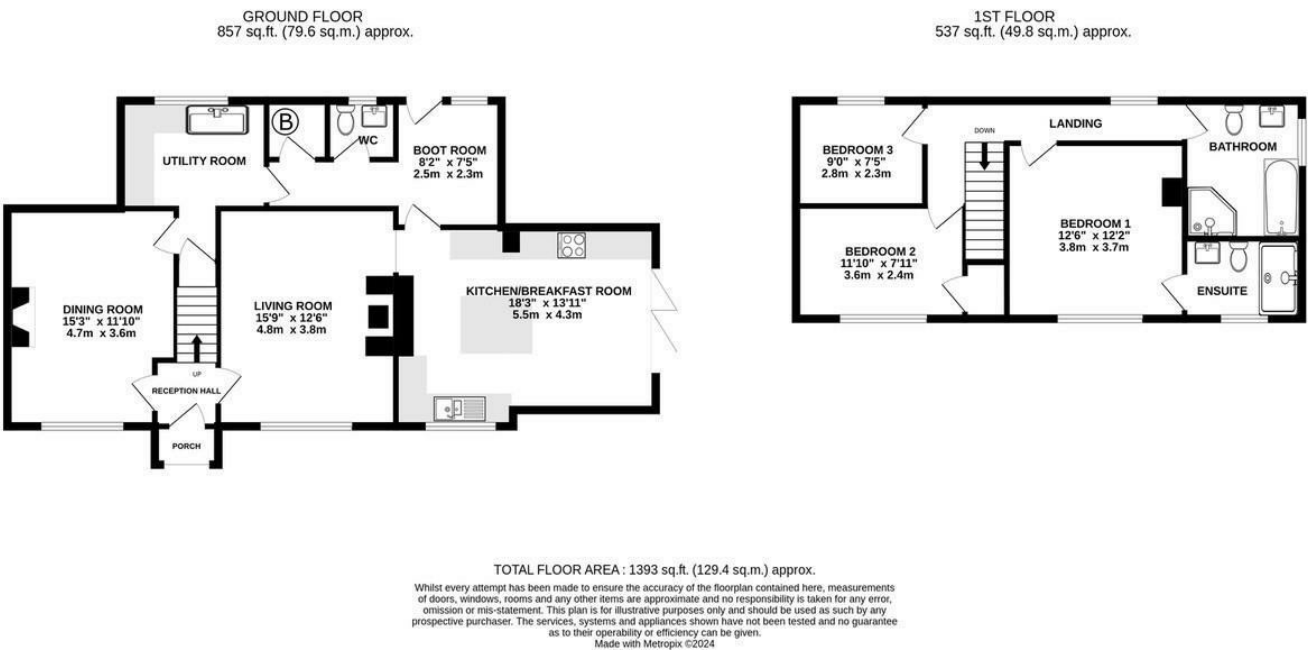 GROUND FLOOR
857 sq.ft. (79.6 sq.m.) approx.
1ST FLOOR
537 sq.ft. (49.8 sq.m.) approx.
B
WC
UTILITY ROOM
BOOT ROOM
8'2" x 7'5"
2.5m x 2.3m
KITCHEN/BREAKFAST ROOM
18'3" x 13'11"
5.5m x 4.3m
DINING ROOM
15'3" x 11'10"
4.7m x 3.6m
LIVING ROOM
15'9" x 12'6"
4.8m x 3.8m
UP
RECEPTION HALL
PORCH
DOWN
LANDING
BEDROOM 3
9'0" x 7'5"
2.8m x 2.3m
BATHROOM
BEDROOM 1
12'6" x 12'2"
3.8m x 3.7m
BEDROOM 2
11'10" x 7'11"
3.6m x 2.4m
ENSUITE
TOTAL FLOOR AREA : 1393 sq.ft. (129.4 sq.m.) approx.
Whilst every attempt has been made to ensure the accuracy of the floorplan contained here, measurements
of doors, windows, rooms and any other items are approximate and no responsibility is taken for any error,
omission or mis-statement. This plan is for illustrative purposes only and should be used as such by any
prospective purchaser. The services, systems and appliances shown have not been tested and no guarantee
as to their operability or efficiency can be given.
Made with Metropix ©2024